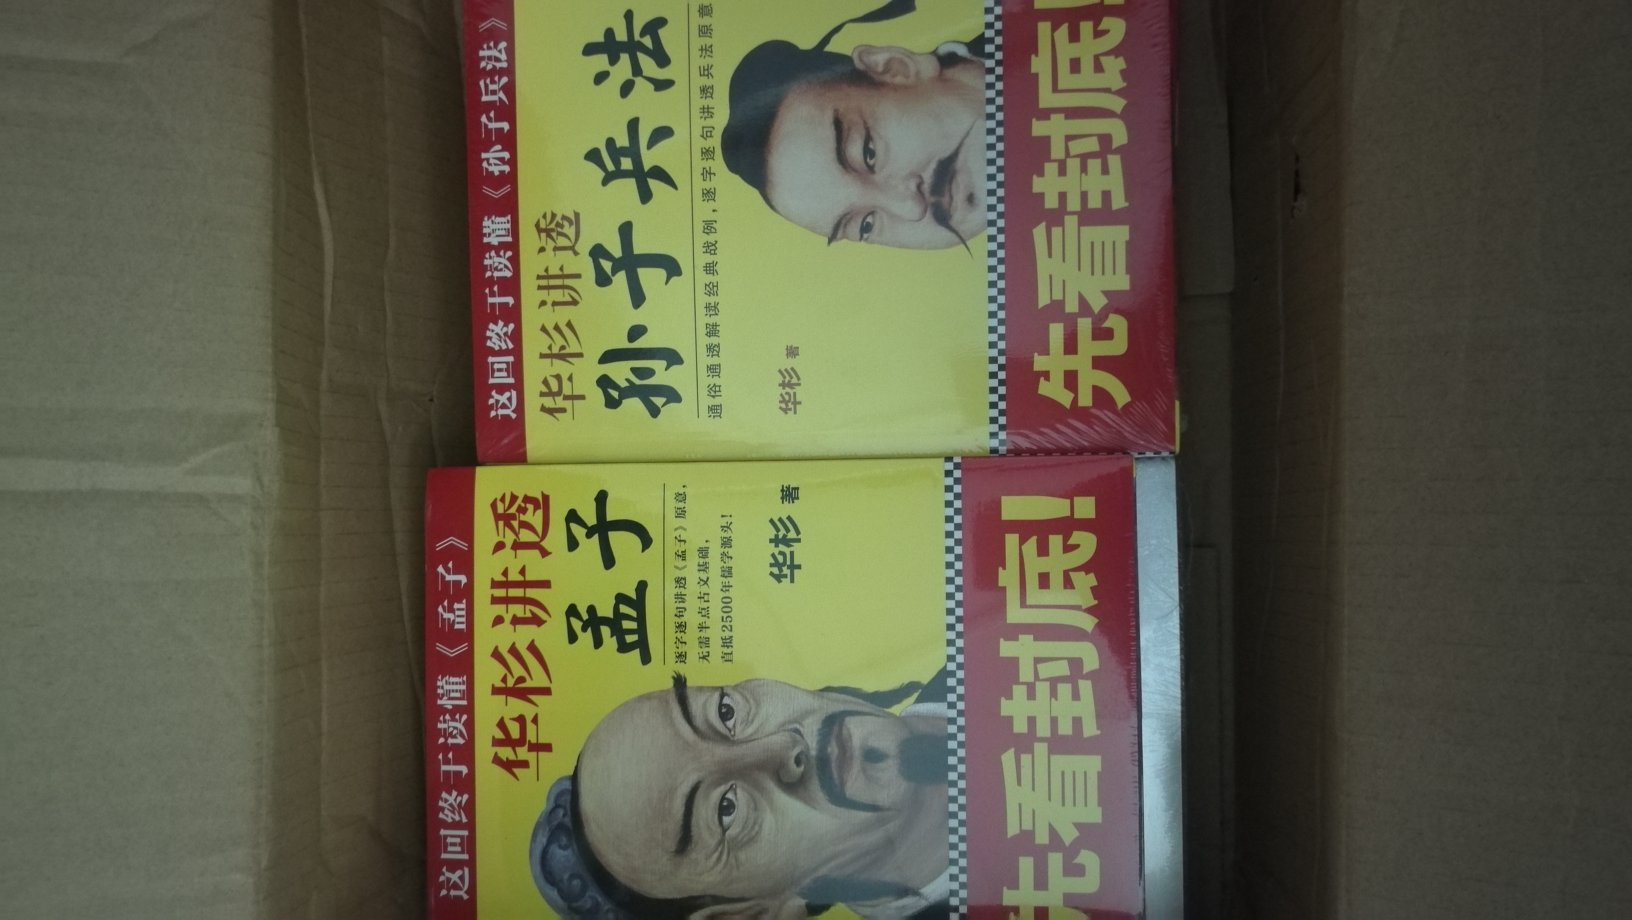 这回终于读懂《孙子兵法》
华杉讲透
孙子兵法
通俗通透解读经典战例，逐字逐句讲透兵法原意
华杉 著
先看封底！
这回终于读懂《孟子》
华杉讲透
孟子
逐字逐句讲透《孟子》原意，
无需半点古文基础，
直抵2500年儒学源头！
华杉 著
先看封底！